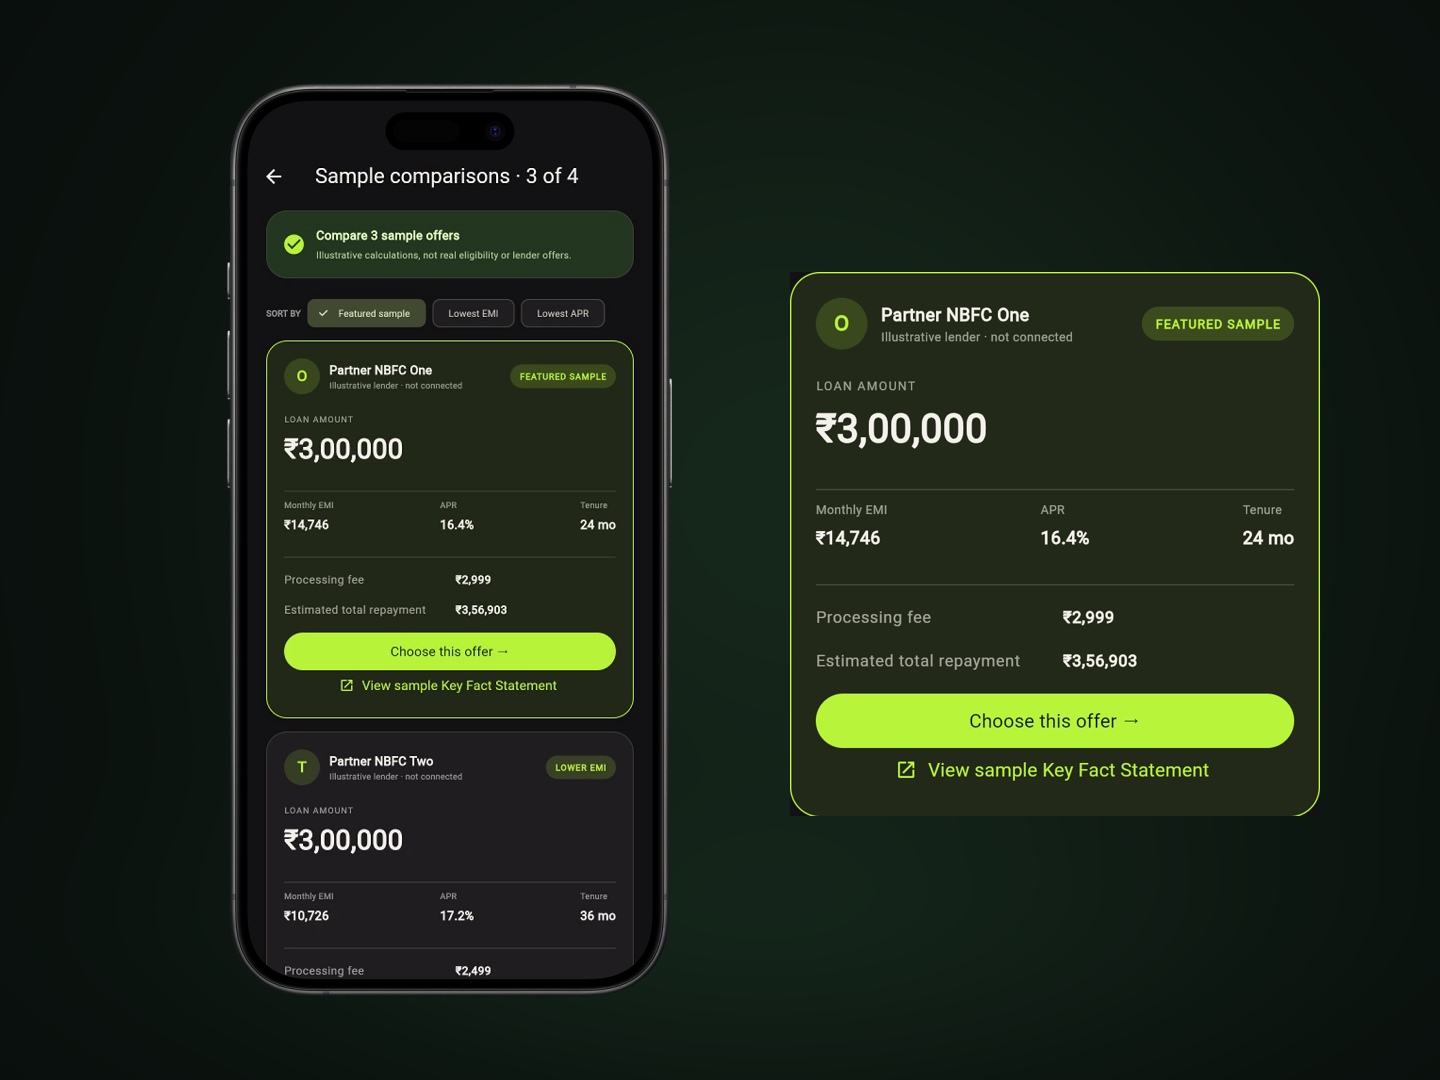 Sample comparisons · 3 of 4
Compare 3 sample offers
Illustrative calculations, not real eligibility or lender offers.
SORT BY Featured sample Lowest EMI Lowest APR
O Partner NBFC One FEATURED SAMPLE
Illustrative lender · not connected
LOAN AMOUNT
₹3,00,000
Monthly EMI APR Tenure
₹14,746 16.4% 24 mo
Processing fee ₹2,999
Estimated total repayment ₹3,56,903
Choose this offer →
View sample Key Fact Statement
T Partner NBFC Two LOWER EMI
Illustrative lender · not connected
LOAN AMOUNT
₹3,00,000
Monthly EMI APR Tenure
₹10,726 17.2% 36 mo
Processing fee ₹2,499
O Partner NBFC One FEATURED SAMPLE
Illustrative lender · not connected
LOAN AMOUNT
₹3,00,000
Monthly EMI APR Tenure
₹14,746 16.4% 24 mo
Processing fee ₹2,999
Estimated total repayment ₹3,56,903
Choose this offer →
View sample Key Fact Statement